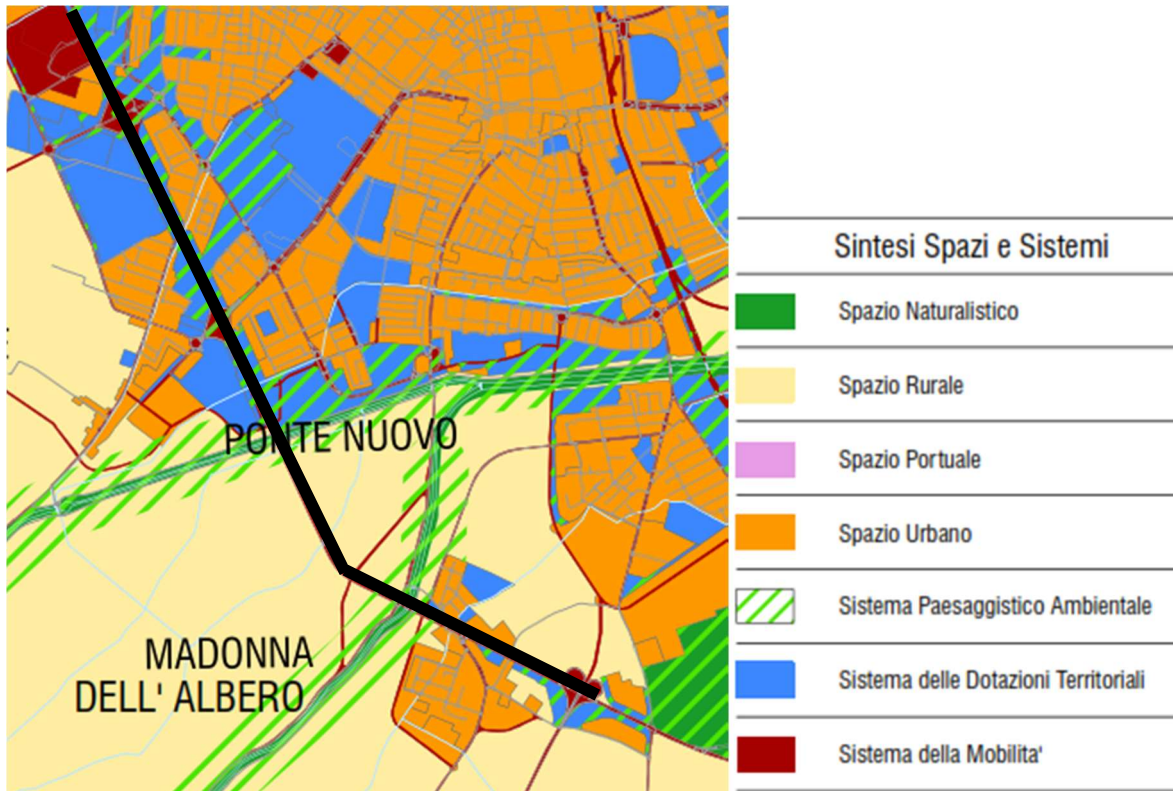 PONTE NUOVO
MADONNA
DELL' ALBERO
Sintesi Spazi e Sistemi
Spazio Naturalistico
Spazio Rurale
Spazio Portuale
Spazio Urbano
Sistema Paesaggistico Ambientale
Sistema delle Dotazioni Territoriali
Sistema della Mobilita'